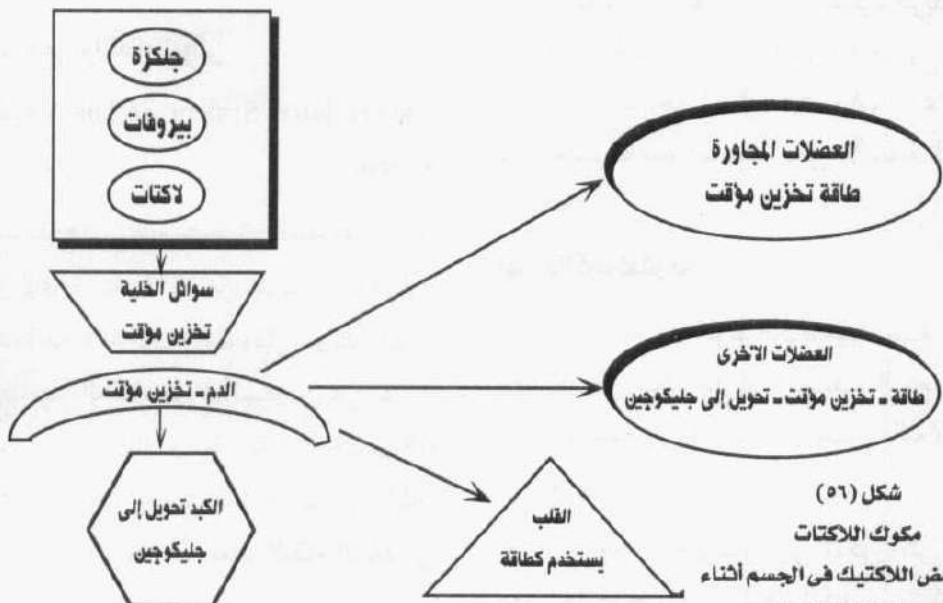 جلكزة
بيروفات
لاكتات
سوائل الخلية
تخزين مؤقت
الدم - تخزين مؤقت
الكبد تحويل إلى
جليكوجين
العضلات المجاورة
طاقة تخزين مؤقت
العضلات الاخرى
طاقة - تخزين مؤقت - تحويل إلى جليكوجين
القلب
يستخدم كطاقة
شكل (٥٦)
مكوك اللاكتات
اللاكتيك فى الجسم أثناء